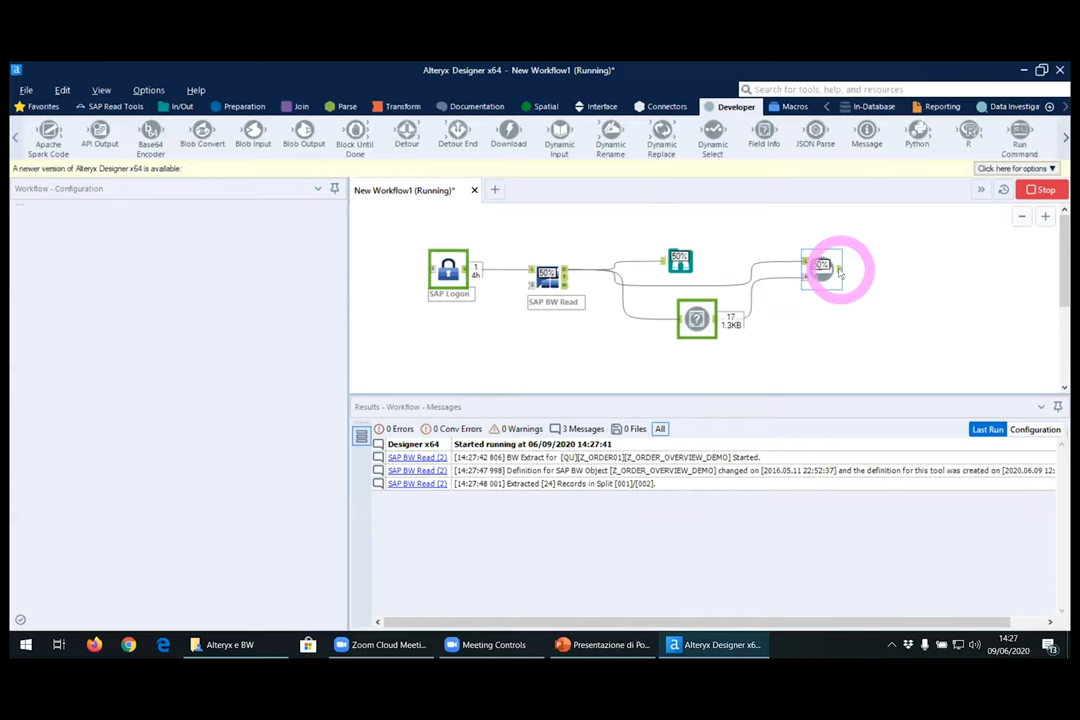 Alteryx Designer x64 - New Workflow1 (Running)*
File Edit View Options Help
Search for tools, help, and resources
Favorites SAP Read Tools In/Out Preparation Join Parse Transform Documentation Spatial Interface Connectors Developer Macros In-Database Reporting Data Investiga
Apache Spark Code
API Output
Base64 Encoder
Blob Convert
Blob Input
Blob Output
Block Until Done
Detour
Detour End
Download
Dynamic Input
Dynamic Rename
Dynamic Replace
Dynamic Select
Field Info
JSON Parse
Message
Python
R
Run Command
A newer version of Alteryx Designer x64 is available:
Click here for options ▼
Workflow - Configuration
New Workflow1 (Running)*
Stop
50%
50%
50%
1
4h
SAP Logon
SAP BW Read
17
1.3KB
Results - Workflow - Messages
0 Errors 0 Conv Errors 0 Warnings 3 Messages 0 Files All
Last Run Configuration
Designer x64 Started running at 06/09/2020 14:27:41
SAP BW Read (2) [14:27:42 806] BW Extract for [QU][Z_ORDER01][Z_ORDER_OVERVIEW_DEMO] Started.
SAP BW Read (2) [14:27:47 998] Definition for SAP BW Object [Z_ORDER_OVERVIEW_DEMO] changed on [2016.05.11 22:52:37] and the definition for this tool was created on [2020.06.09 12:
SAP BW Read (2) [14:27:48 001] Extracted [24] Records in Split [001]/[002].
Alteryx e BW
Zoom Cloud Meeti...
Meeting Controls
Presentazione di Po...
Alteryx Designer x6...
14:27
09/06/2020
13